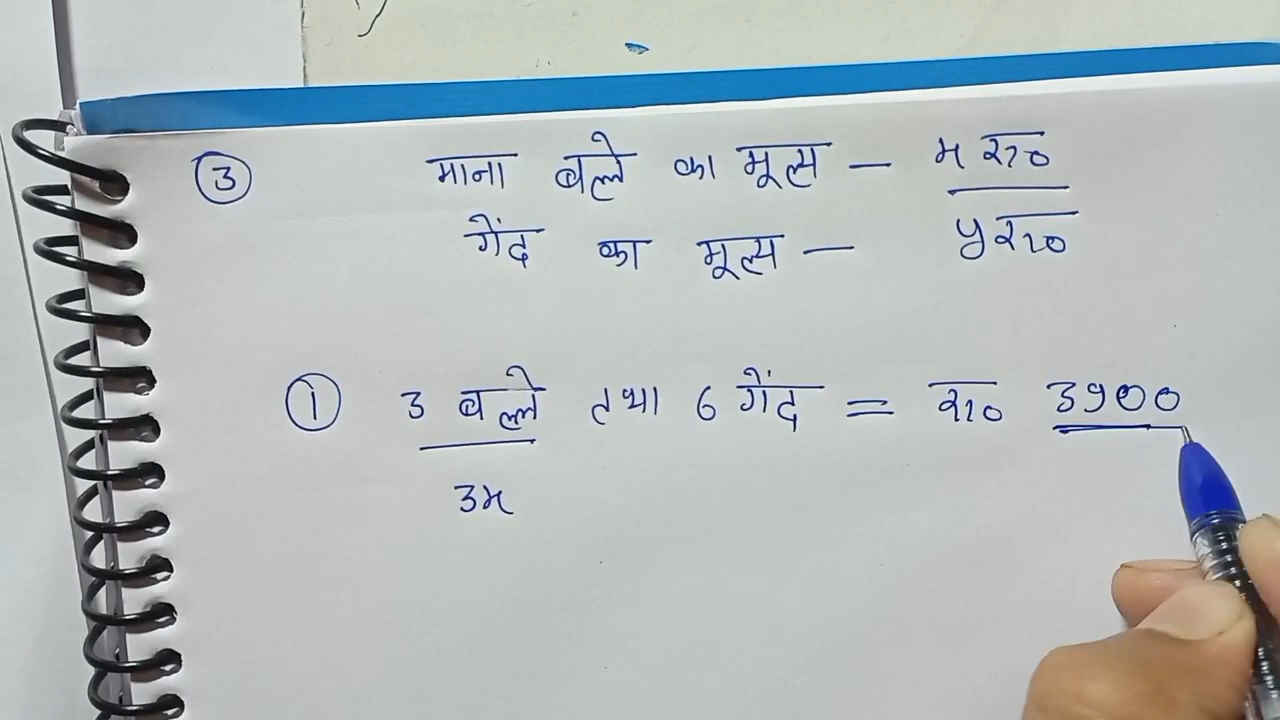 ③ माना बल्ले का मूल्य — x रु०
गेंद का मूल्य — y रु०
① 3 बल्ले तथा 6 गेंद = रु० 3900
3x